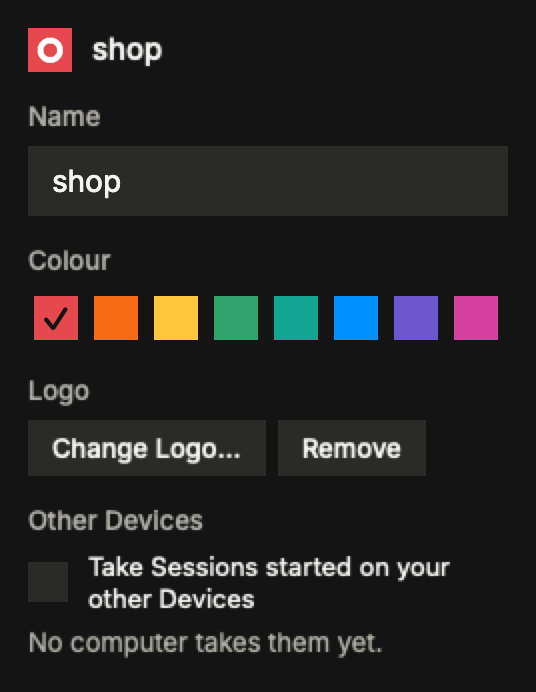 shop
Name
shop
Colour
Logo
Change Logo...
Remove
Other Devices
Take Sessions started on your
other Devices
No computer takes them yet.